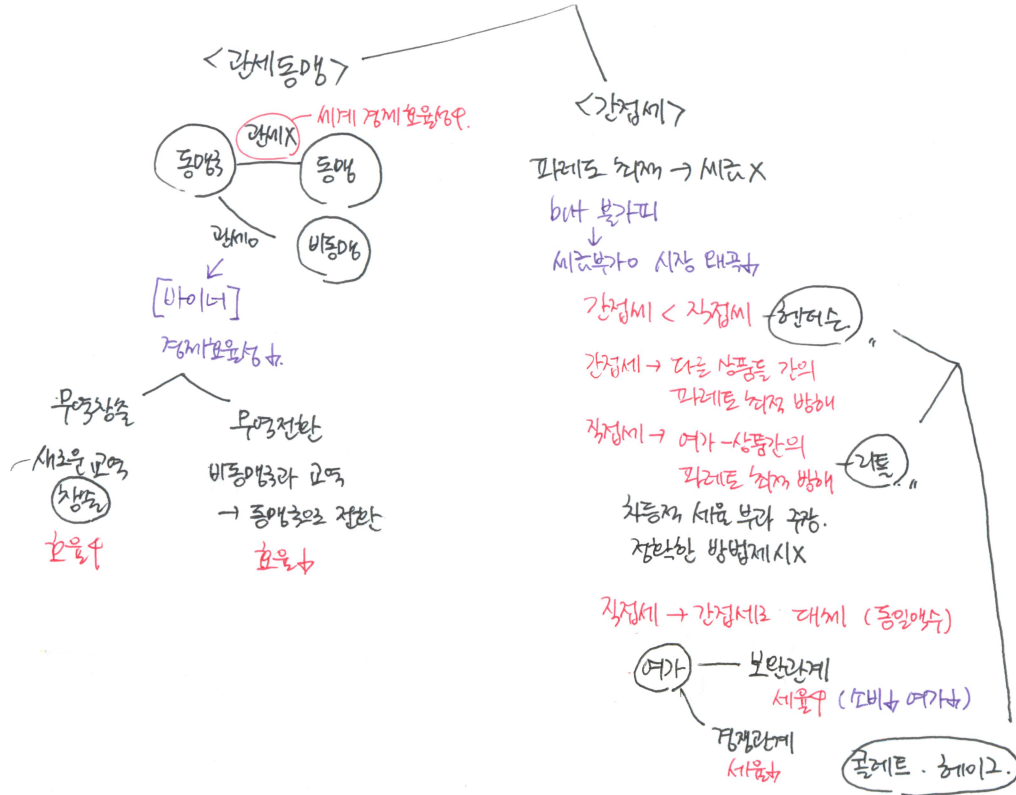 <관세동맹>
관세X
세계 경제효율성↑.
동맹국
동맹
관세O
비동맹
[바이너]
경제효율성↓.
무역창출
새로운 교역
창출
효율↑
무역전환
비동맹국과 교역
→ 동맹국으로 전환
효율↓
<간접세>
파레토 최적 → 세금X
but 불가피
↓
세금부가O 시장 왜곡↓
간접세 < 직접세 - 헨더슨.
간접세 → 다른 상품들 간의
파레토 최적 방해
직접세 → 여가-상품간의
파레토 최적 방해 - 리틀.
차등적 세율 부과 주장.
정확한 방법제시X
직접세 → 간접세로 대체 (동일액수)
여가 — 보완관계
세율↑ (소비↓ 여가↓)
경쟁관계
세율↓
콜레트 · 헤이그.